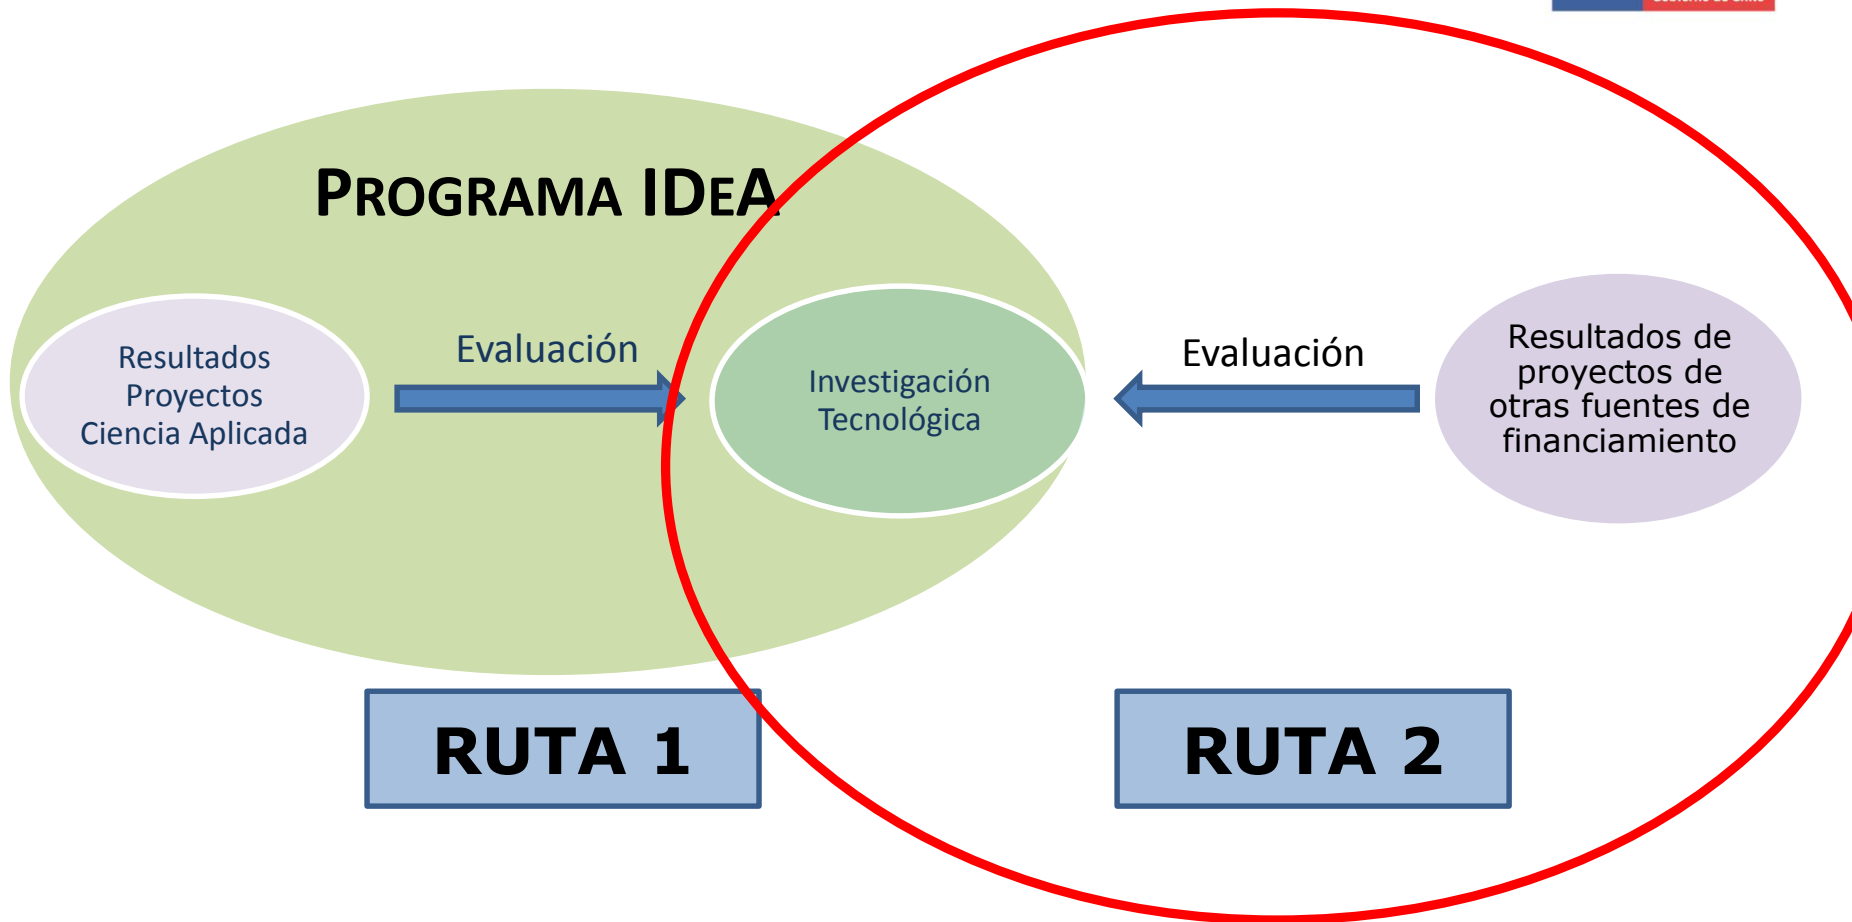 PROGRAMA IDEA
Resultados
Proyectos
Ciencia Aplicada
Evaluación
Investigación
Tecnológica
Evaluación
Resultados de
proyectos de
otras fuentes de
financiamiento
RUTA 1
RUTA 2